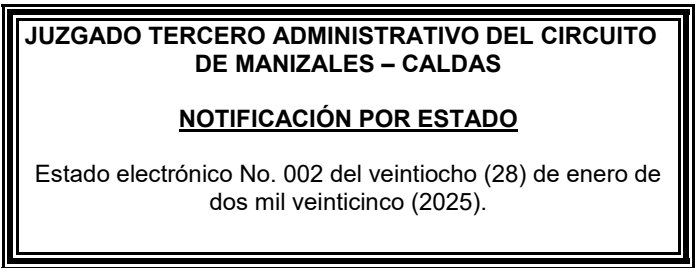 JUZGADO TERCERO ADMINISTRATIVO DEL CIRCUITO
DE MANIZALES – CALDAS
NOTIFICACIÓN POR ESTADO
Estado electrónico No. 002 del veintiocho (28) de enero de
dos mil veinticinco (2025).